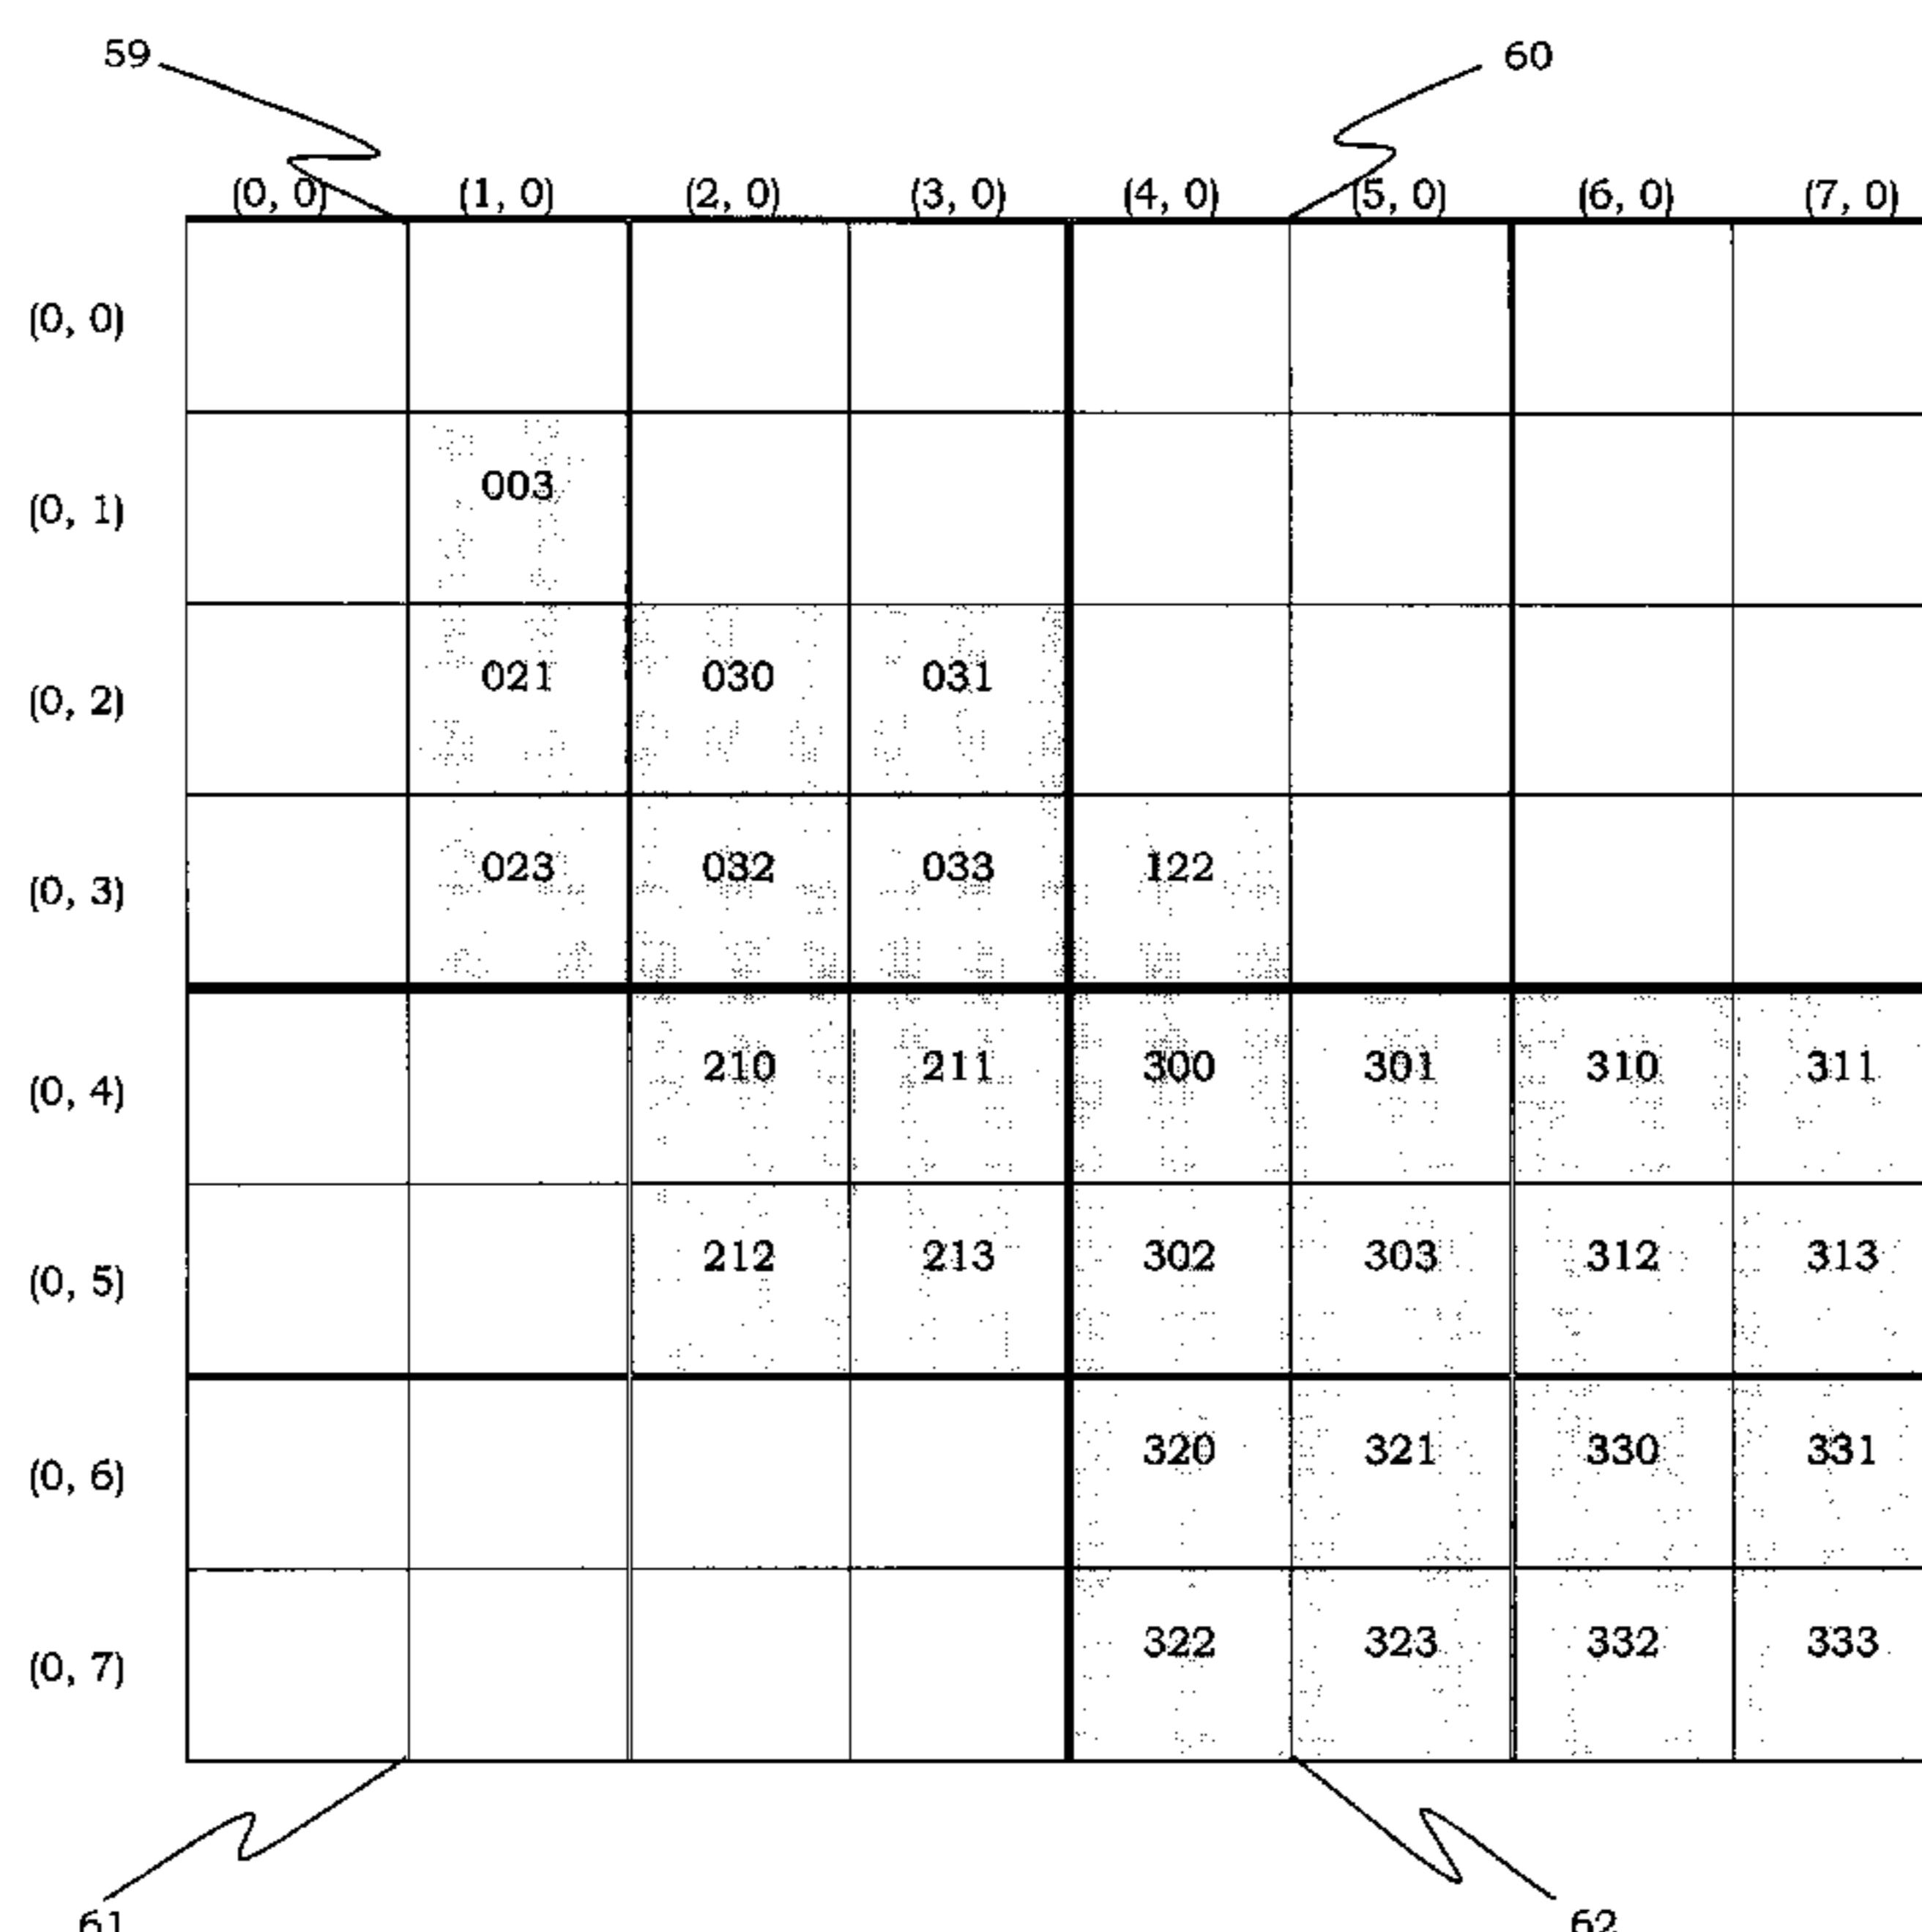 59 60
(0, 0) (1, 0) (2, 0) (3, 0) (4, 0) (5, 0) (6, 0) (7, 0)
(0, 0)
(0, 1) 003
(0, 2) 021 030 031
(0, 3) 023 032 033 122
(0, 4) 210 211 300 301 310 311
(0, 5) 212 213 302 303 312 313
(0, 6) 320 321 330 331
(0, 7) 322 323 332 333
61 62